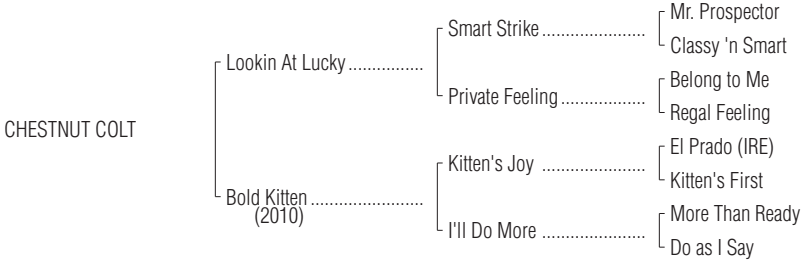 Mr. Prospector
Smart Strike ......................
Classy 'n Smart
Lookin At Lucky ................
Belong to Me
Private Feeling ..................
Regal Feeling
CHESTNUT COLT
El Prado (IRE)
Kitten's Joy ......................
Kitten's First
Bold Kitten ........................
(2010)
More Than Ready
I'll Do More ......................
Do as I Say